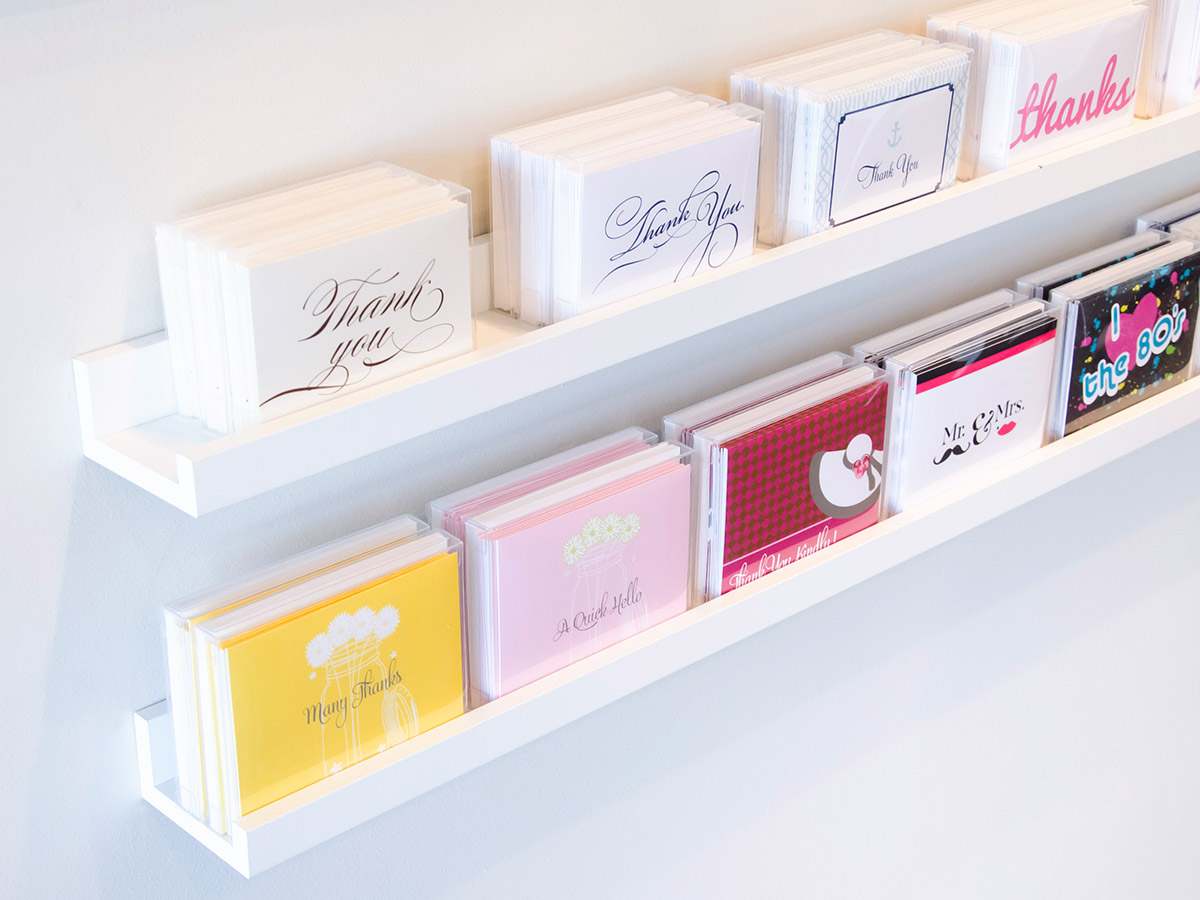 Thank
you
Thank You
Thank You
thanks
Many Thanks
A Quick Hello
Thank You Kindly!
Mr. & Mrs.
I
the 80's